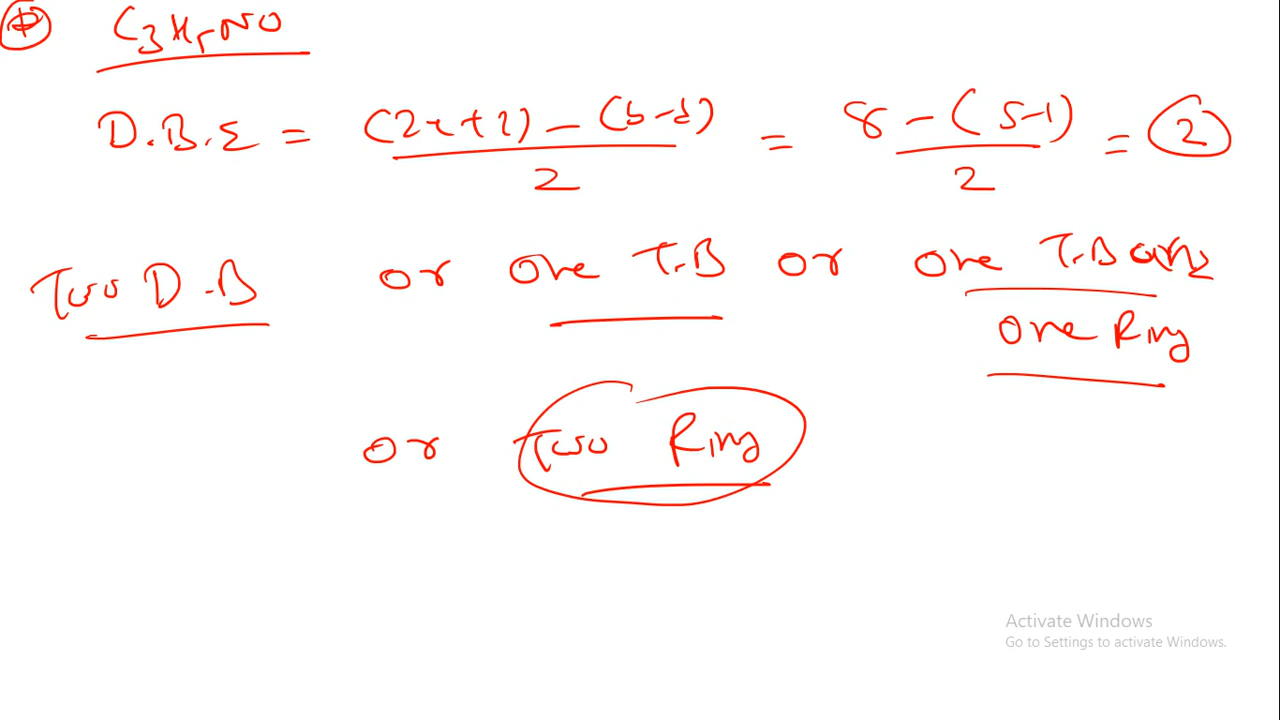 C3H5NO
D.B.E = (2x+2) - (b-d) / 2 = 8 - (5-1) / 2 = 2
Two D.B or one T.B or one T.B and
one Ring
or Two Ring
Activate Windows
Go to Settings to activate Windows.